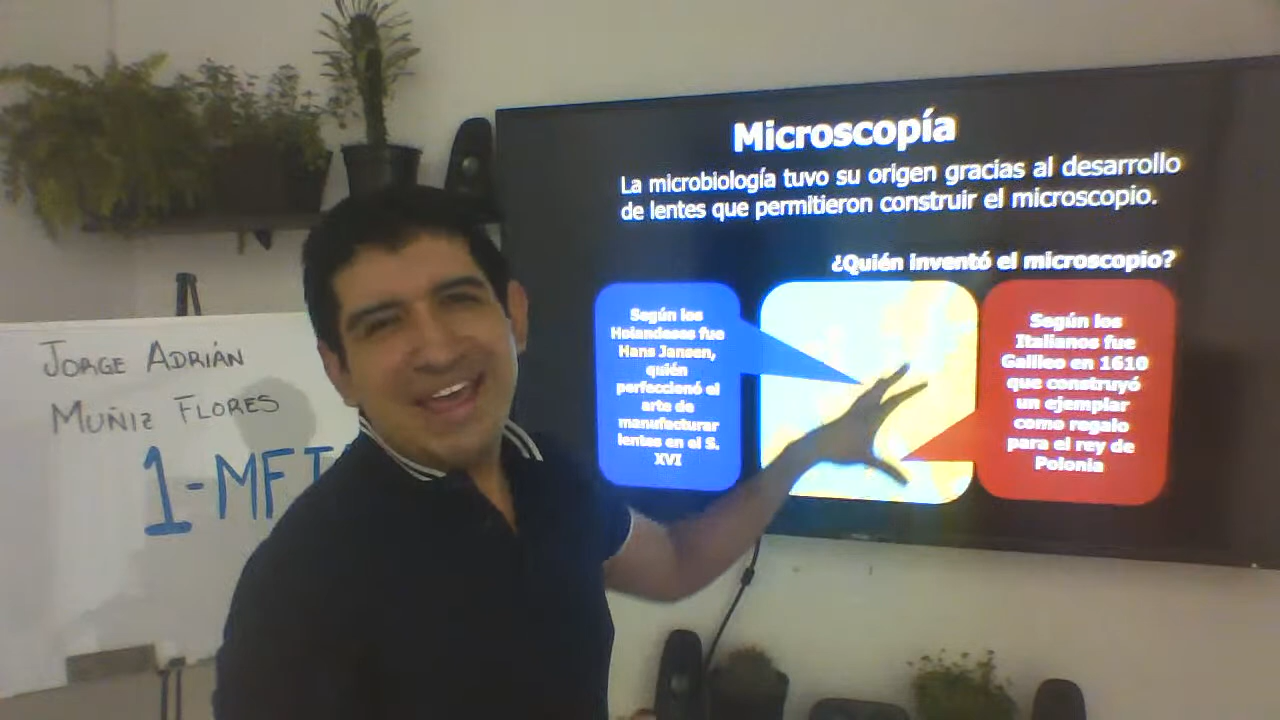 JORGE ADRIÁN
MUÑIZ FLORES
Microscopía
La microbiología tuvo su origen gracias al desarrollo
de lentes que permitieron construir el microscopio.
¿Quién inventó el microscopio?
Según los
Holandeses fue
Hans Jansen,
quién
perfeccionó el
arte de
manufacturar
lentes en el S.
XVI
Según los
Italianos fue
Galileo en 1610
que construyó
un ejemplar
como regalo
para el rey de
Polonia